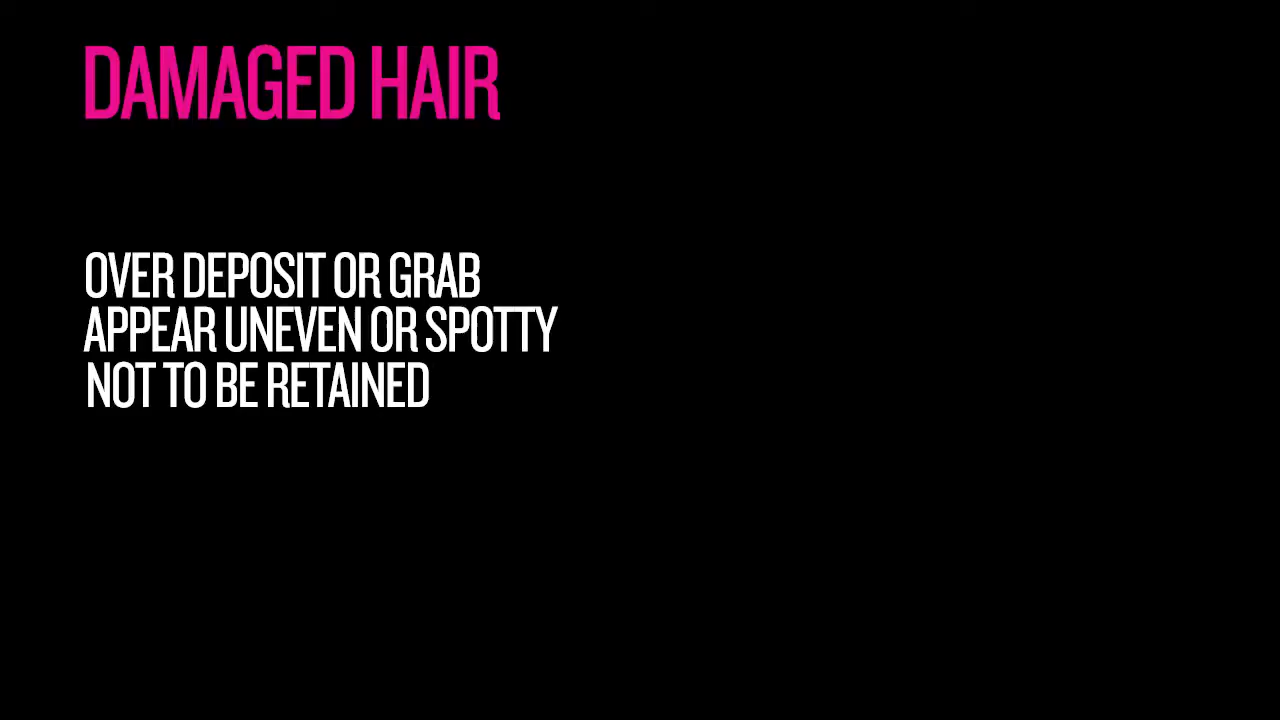 DAMAGED HAIR
OVER DEPOSIT OR GRAB
APPEAR UNEVEN OR SPOTTY
NOT TO BE RETAINED